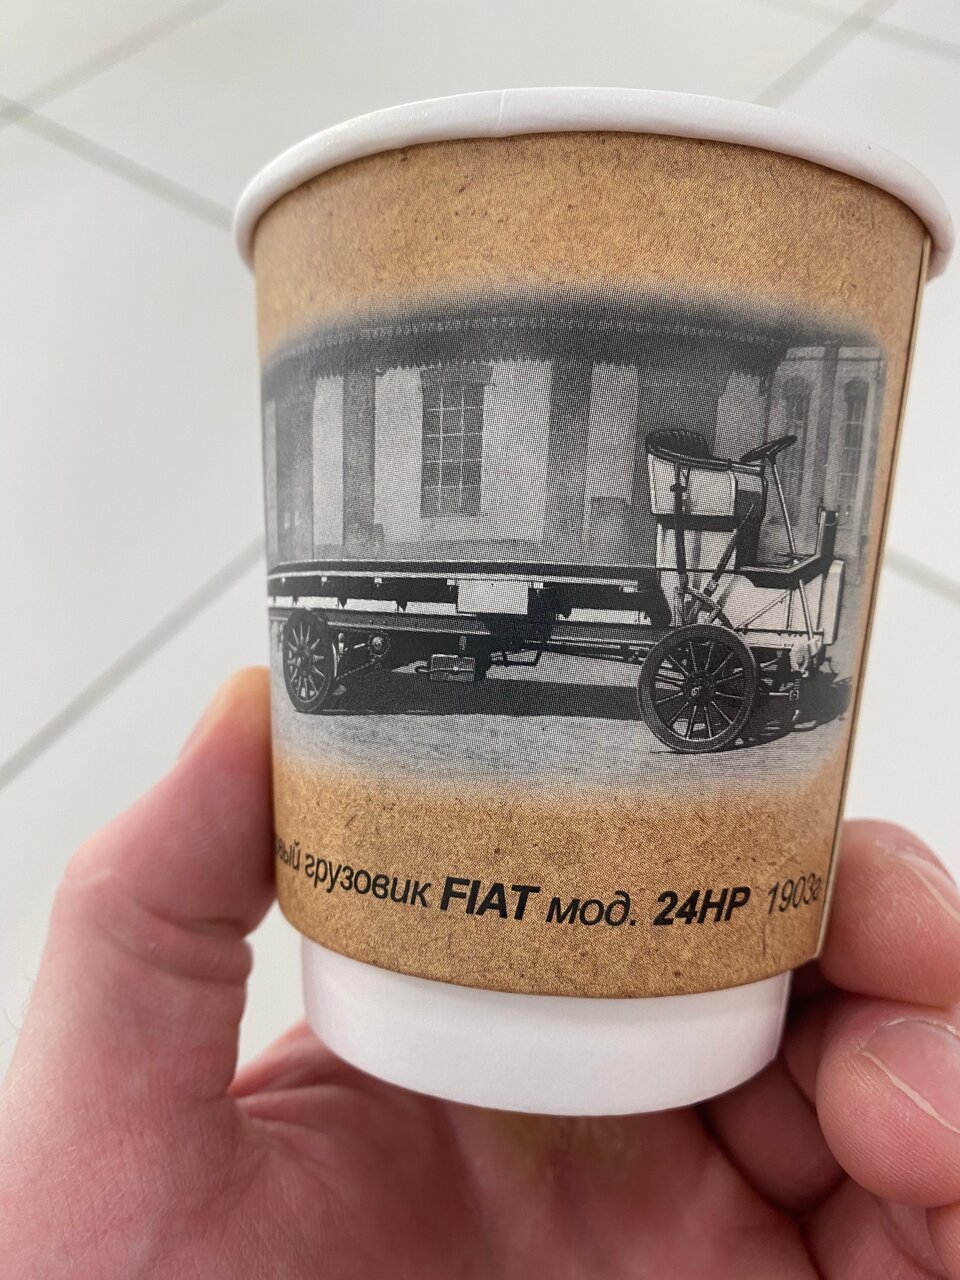 грузовик FIAT мод. 24HP 1903г